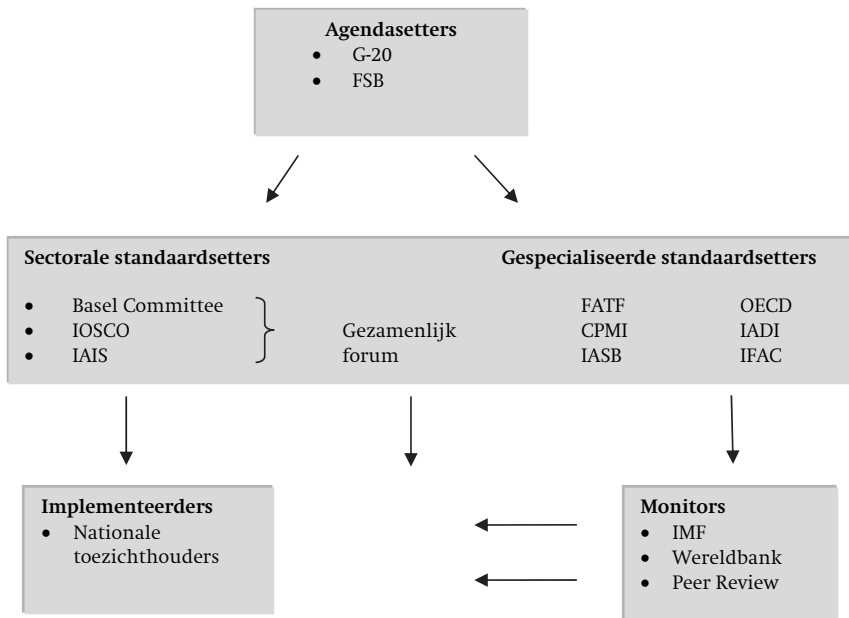 Agendasetters
• G-20
• FSB
Sectorale standaardsetters
• Basel Committee
• IOSCO
• IAIS
Gezamenlijk
forum
Gespecialiseerde standaardsetters
FATF OECD
CPMI IADI
IASB IFAC
Implementeerders
• Nationale
toezichthouders
Monitors
• IMF
• Wereldbank
• Peer Review